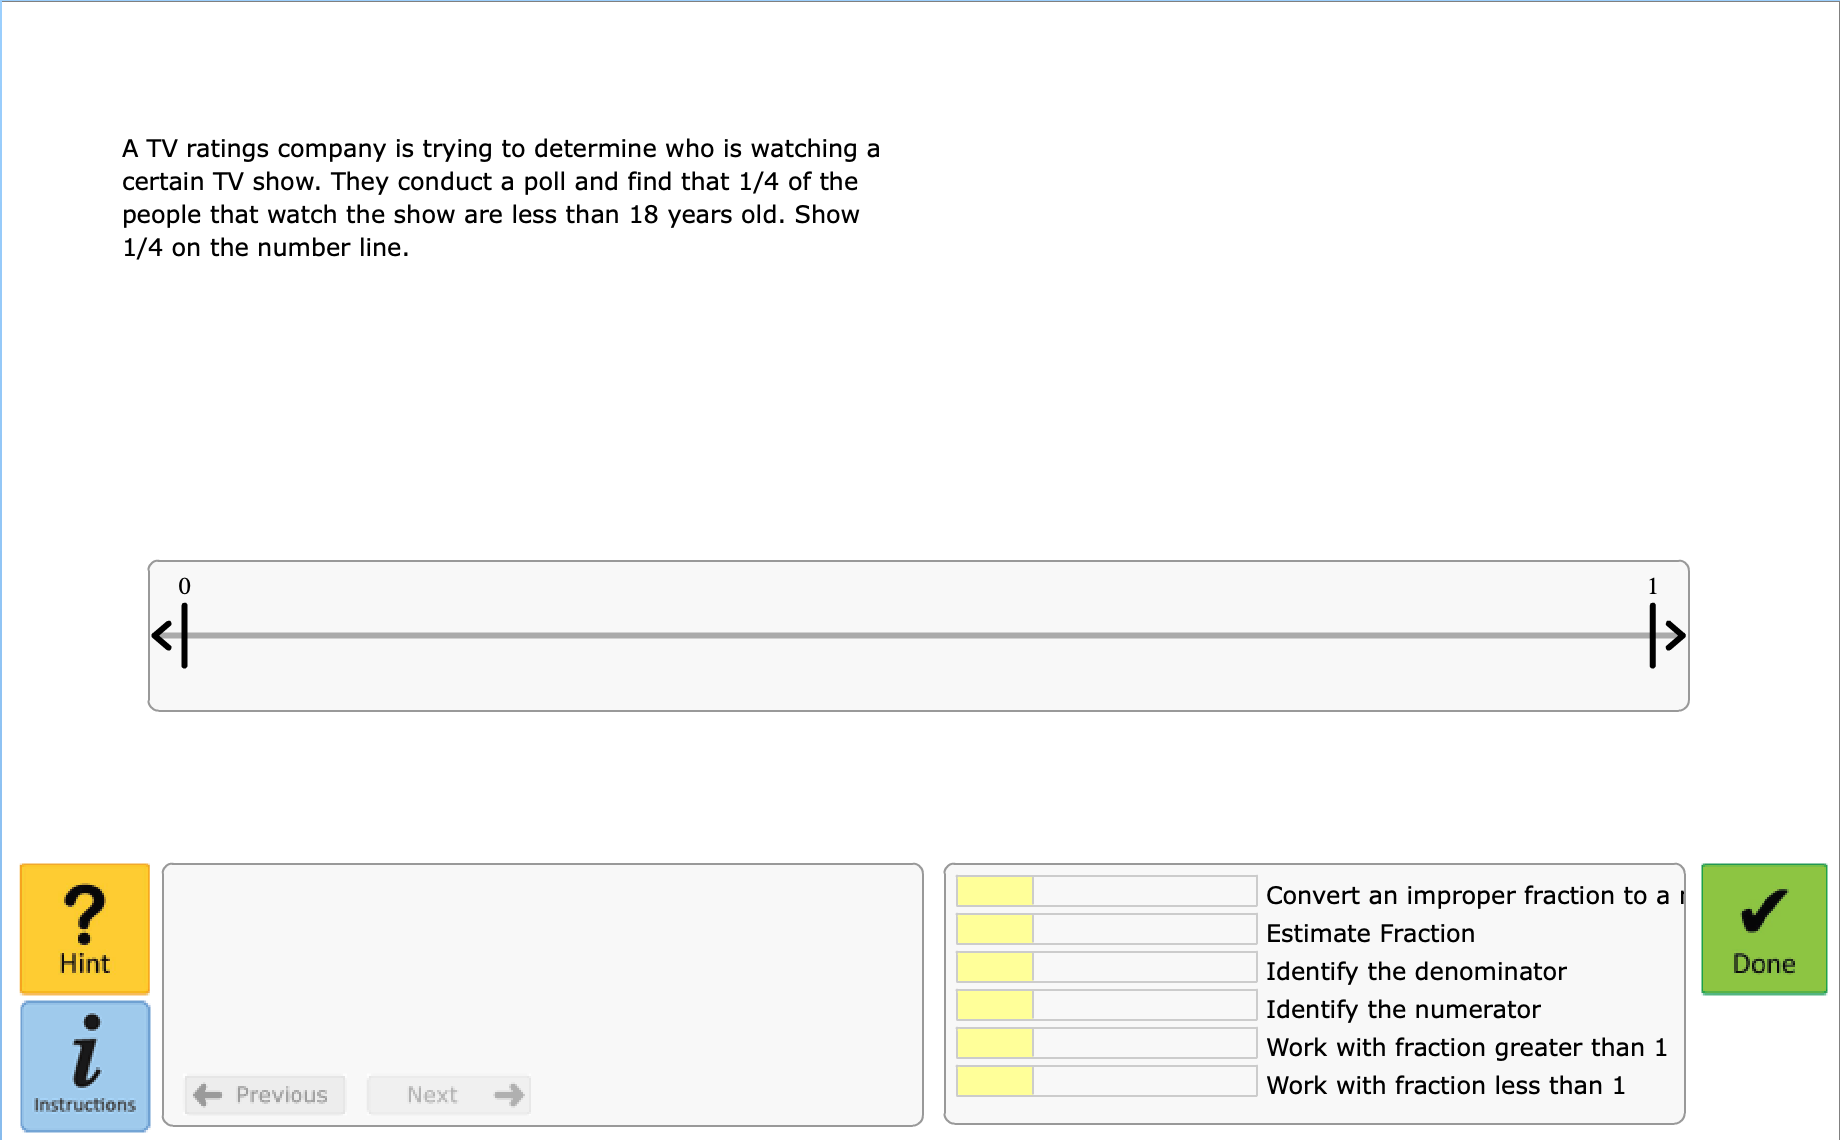 A TV ratings company is trying to determine who is watching a
certain TV show. They conduct a poll and find that 1/4 of the
people that watch the show are less than 18 years old. Show
1/4 on the number line.
0
1
?
Hint
i
Instructions
Previous
Next
Convert an improper fraction to a
Estimate Fraction
Identify the denominator
Identify the numerator
Work with fraction greater than 1
Work with fraction less than 1
Done